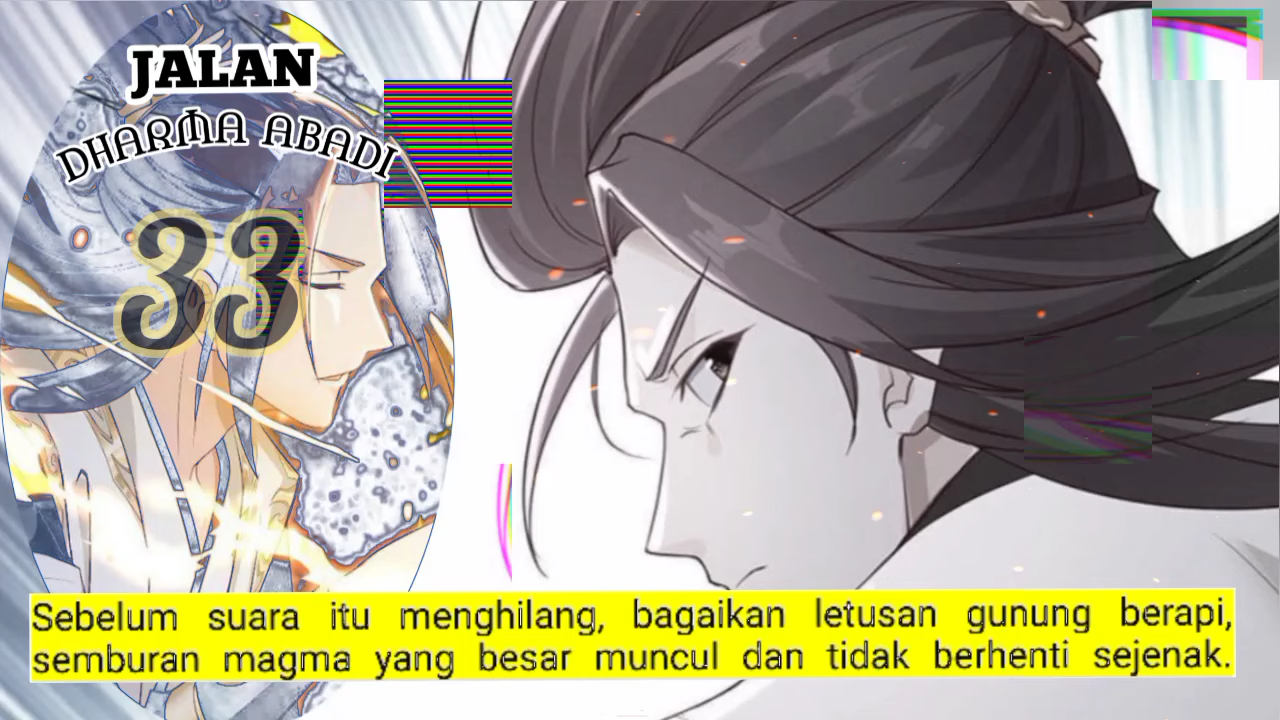 JALAN
DHARMA ABADI
33
Sebelum suara itu menghilang, bagaikan letusan gunung berapi,
semburan magma yang besar muncul dan tidak berhenti sejenak.